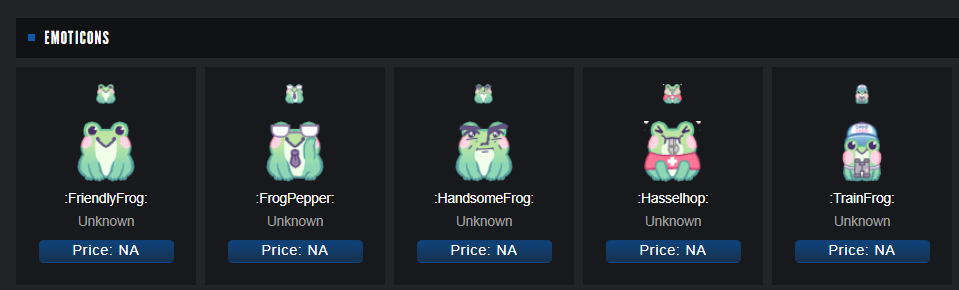 EMOTICONS
:FriendlyFrog:
Unknown
Price: NA
:FrogPepper:
Unknown
Price: NA
:HandsomeFrog:
Unknown
Price: NA
:Hasselhop:
Unknown
Price: NA
:TrainFrog:
Unknown
Price: NA